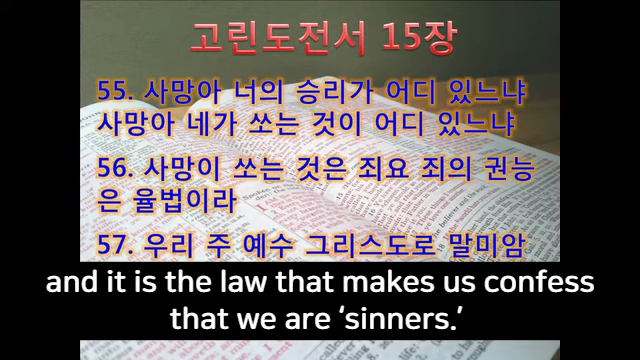 고린도전서 15장
55. 사망아 너의 승리가 어디 있느냐
사망아 네가 쏘는 것이 어디 있느냐
56. 사망이 쏘는 것은 죄요 죄의 권능
은 율법이라
57. 우리 주 예수 그리스도로 말미암
and it is the law that makes us confess
that we are ‘sinners.’